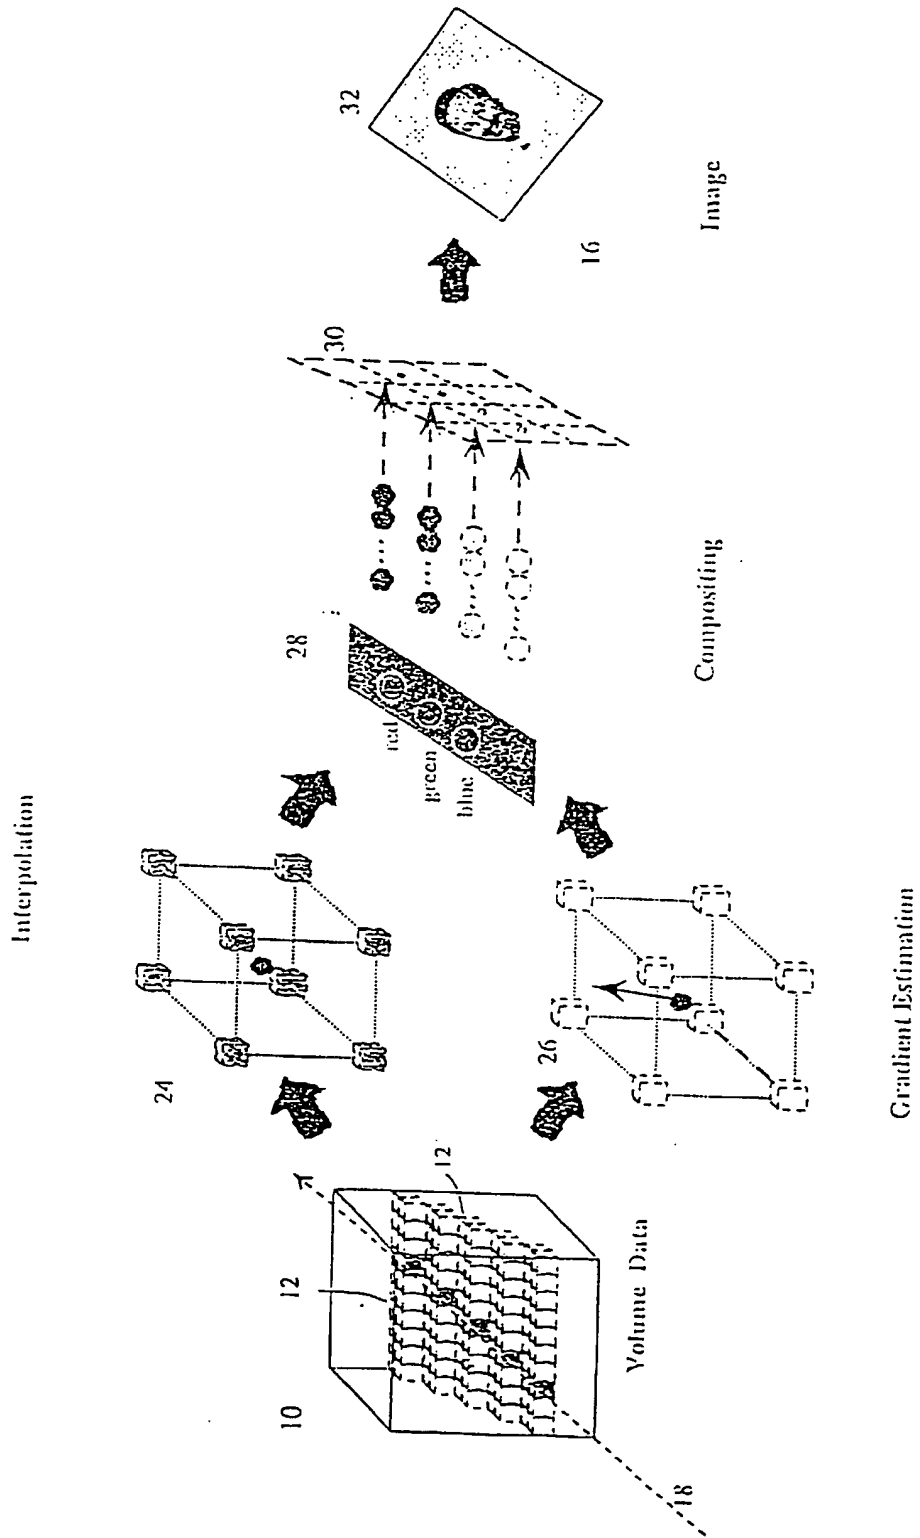 Interpolation
24
28
30
32
10
12
12
18
26
red
green
blue
16
Volume Data
Gradient Estimation
Compositing
Image